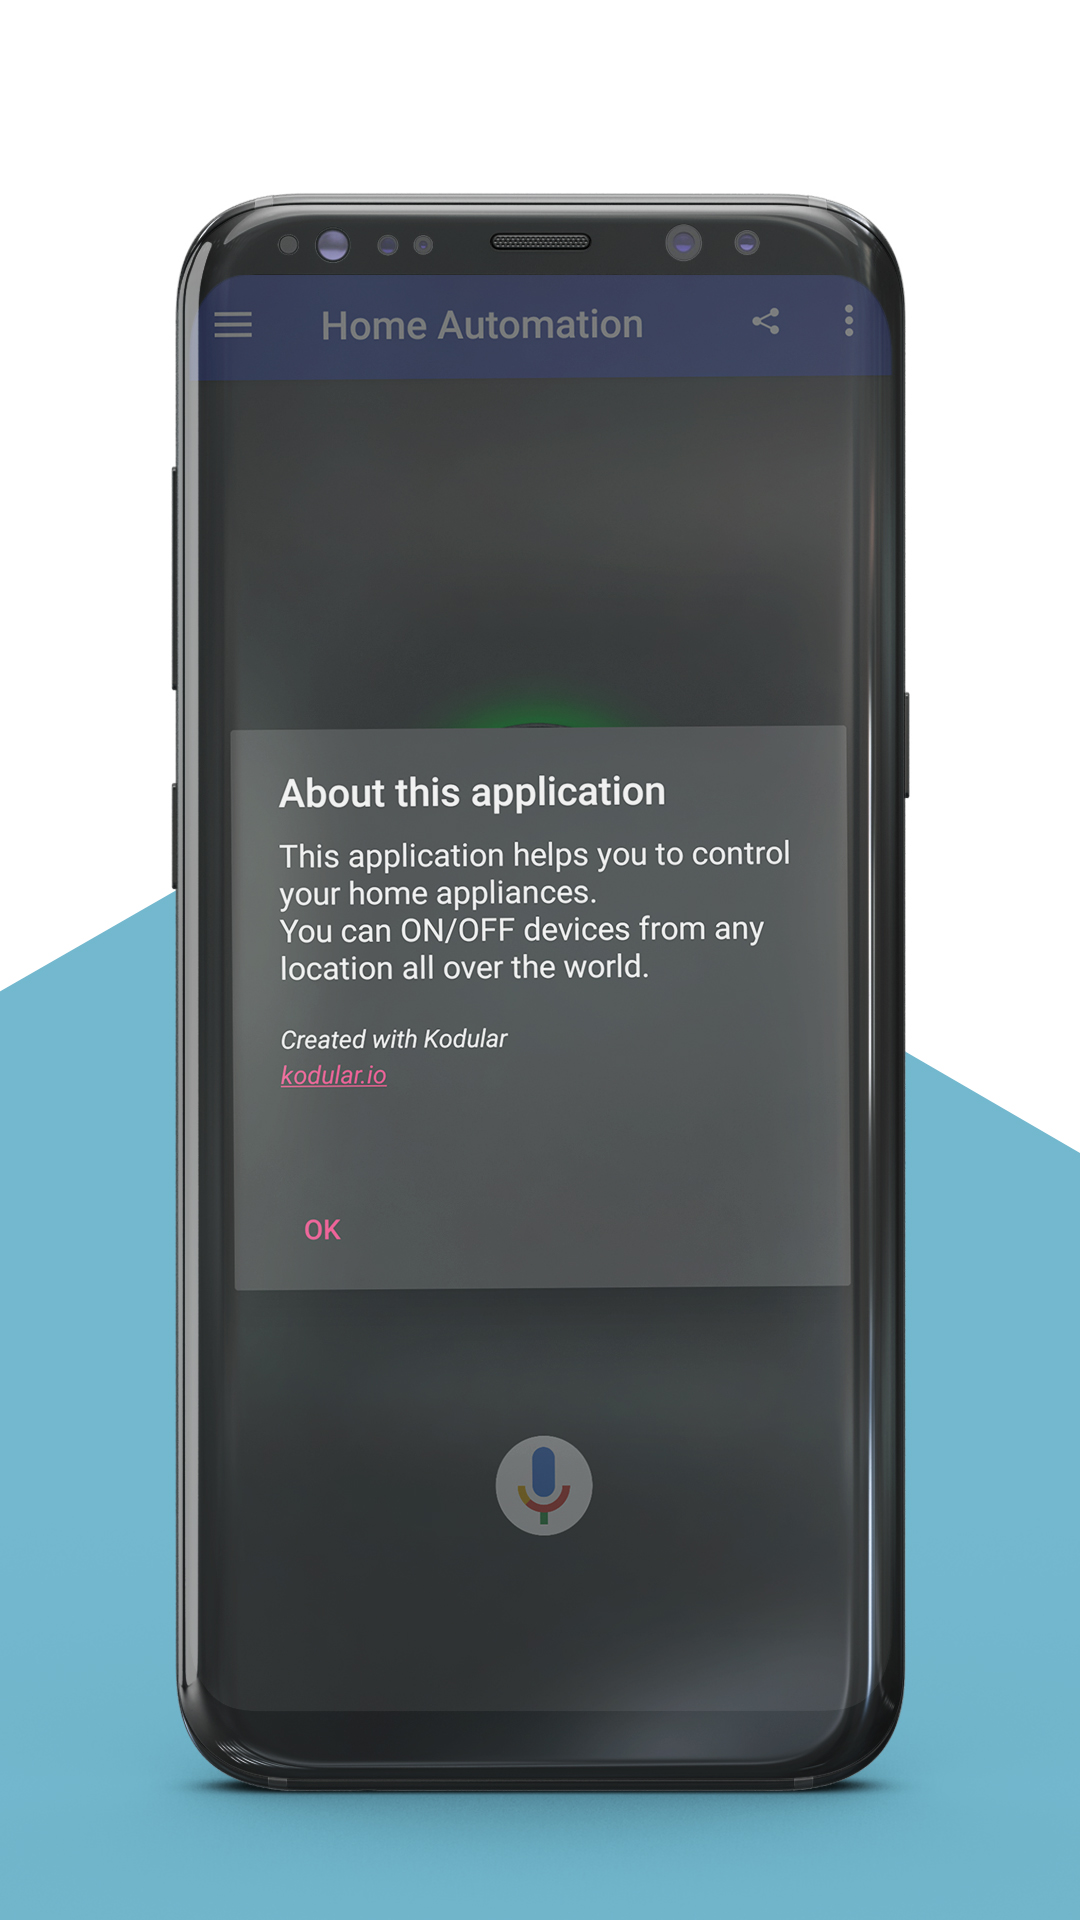 Home Automation
About this application
This application helps you to control
your home appliances.
You can ON/OFF devices from any
location all over the world.
Created with Kodular
kodular.io
OK